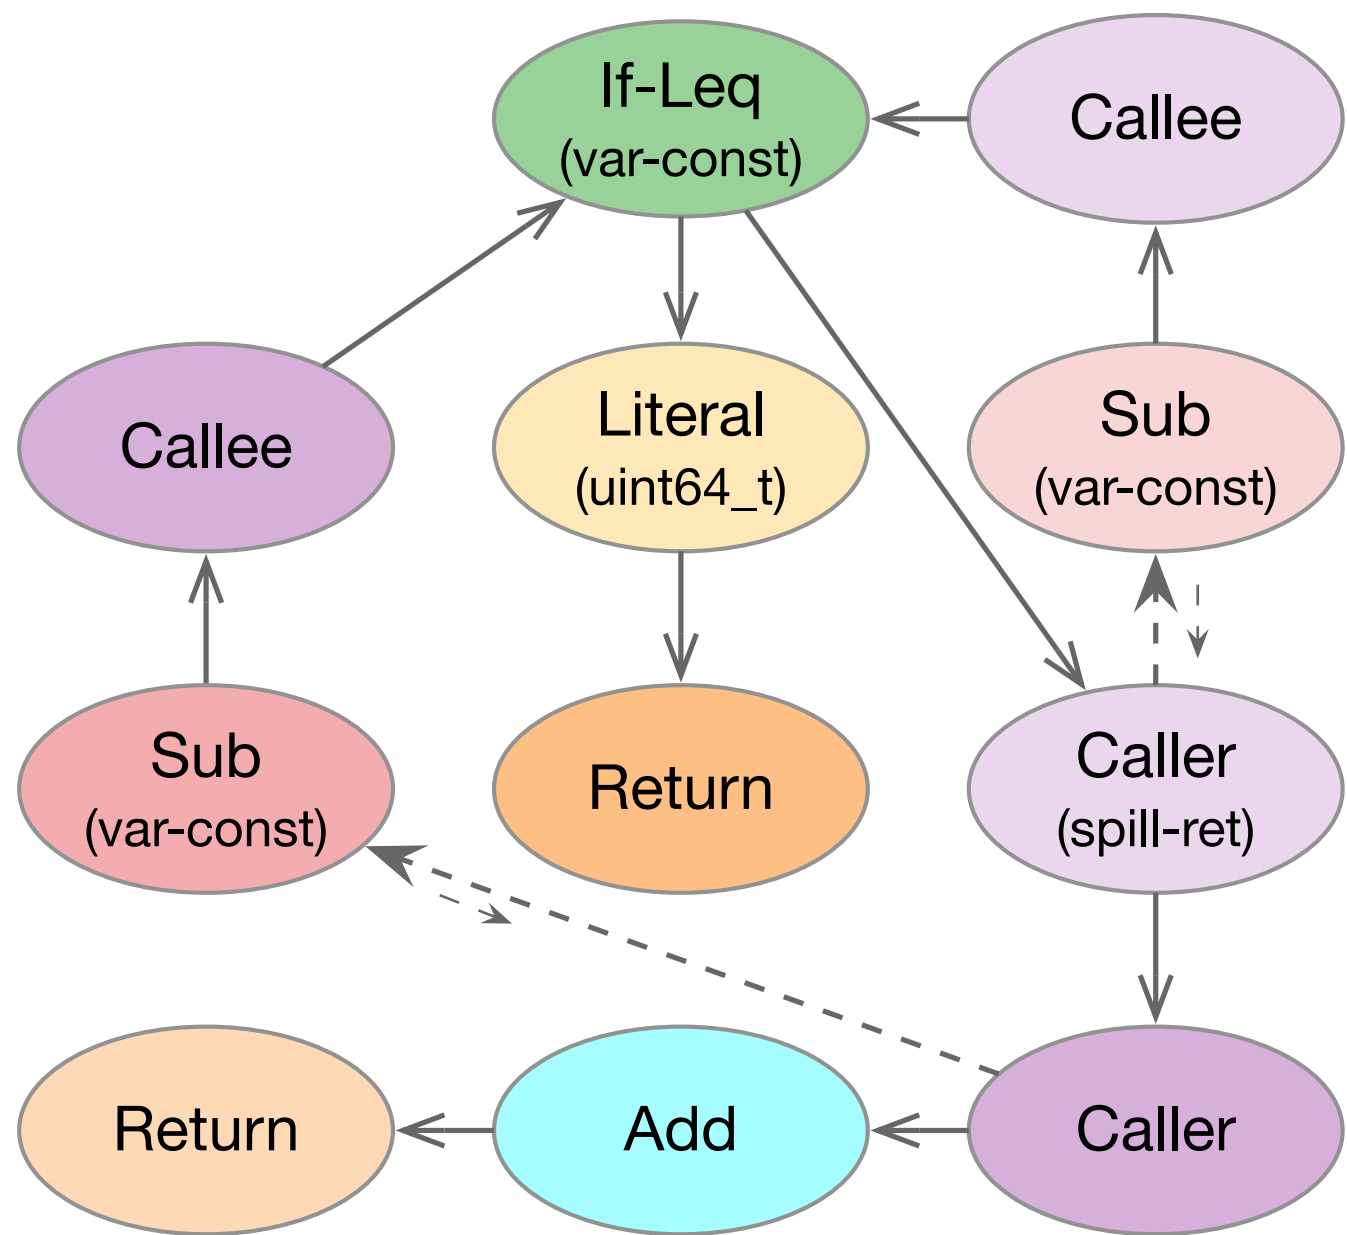 If-Leq
(var-const)
Callee
Callee
Literal
(uint64_t)
Sub
(var-const)
Sub
(var-const)
Return
Caller
(spill-ret)
Return
Add
Caller